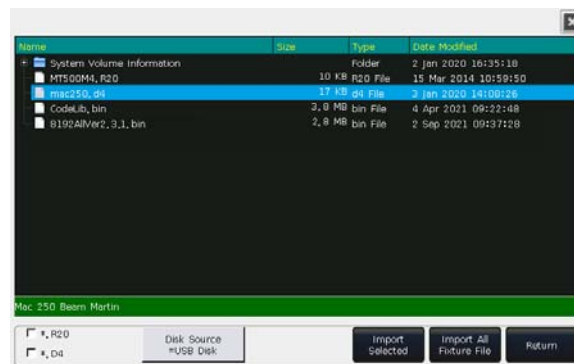 Name Size Type Date Modified
System Volume Information Folder 2 Jan 2020 16:35:18
MT500M4, R20 10 KB R20 File 15 Mar 2014 10:59:50
mac250, d4 17 KB d4 File 3 Jan 2020 14:00:26
CodeLib, bin 3,8 MB bin File 4 Apr 2021 09:22:48
8192AllVer2,3,1, bin 2,8 MB bin File 2 Sep 2021 09:37:28
Mac 250 Beam Martin
*, R20
*, D4
Disk Source
*USB Disk
Import
Selected
Import All
Fixture File
Return